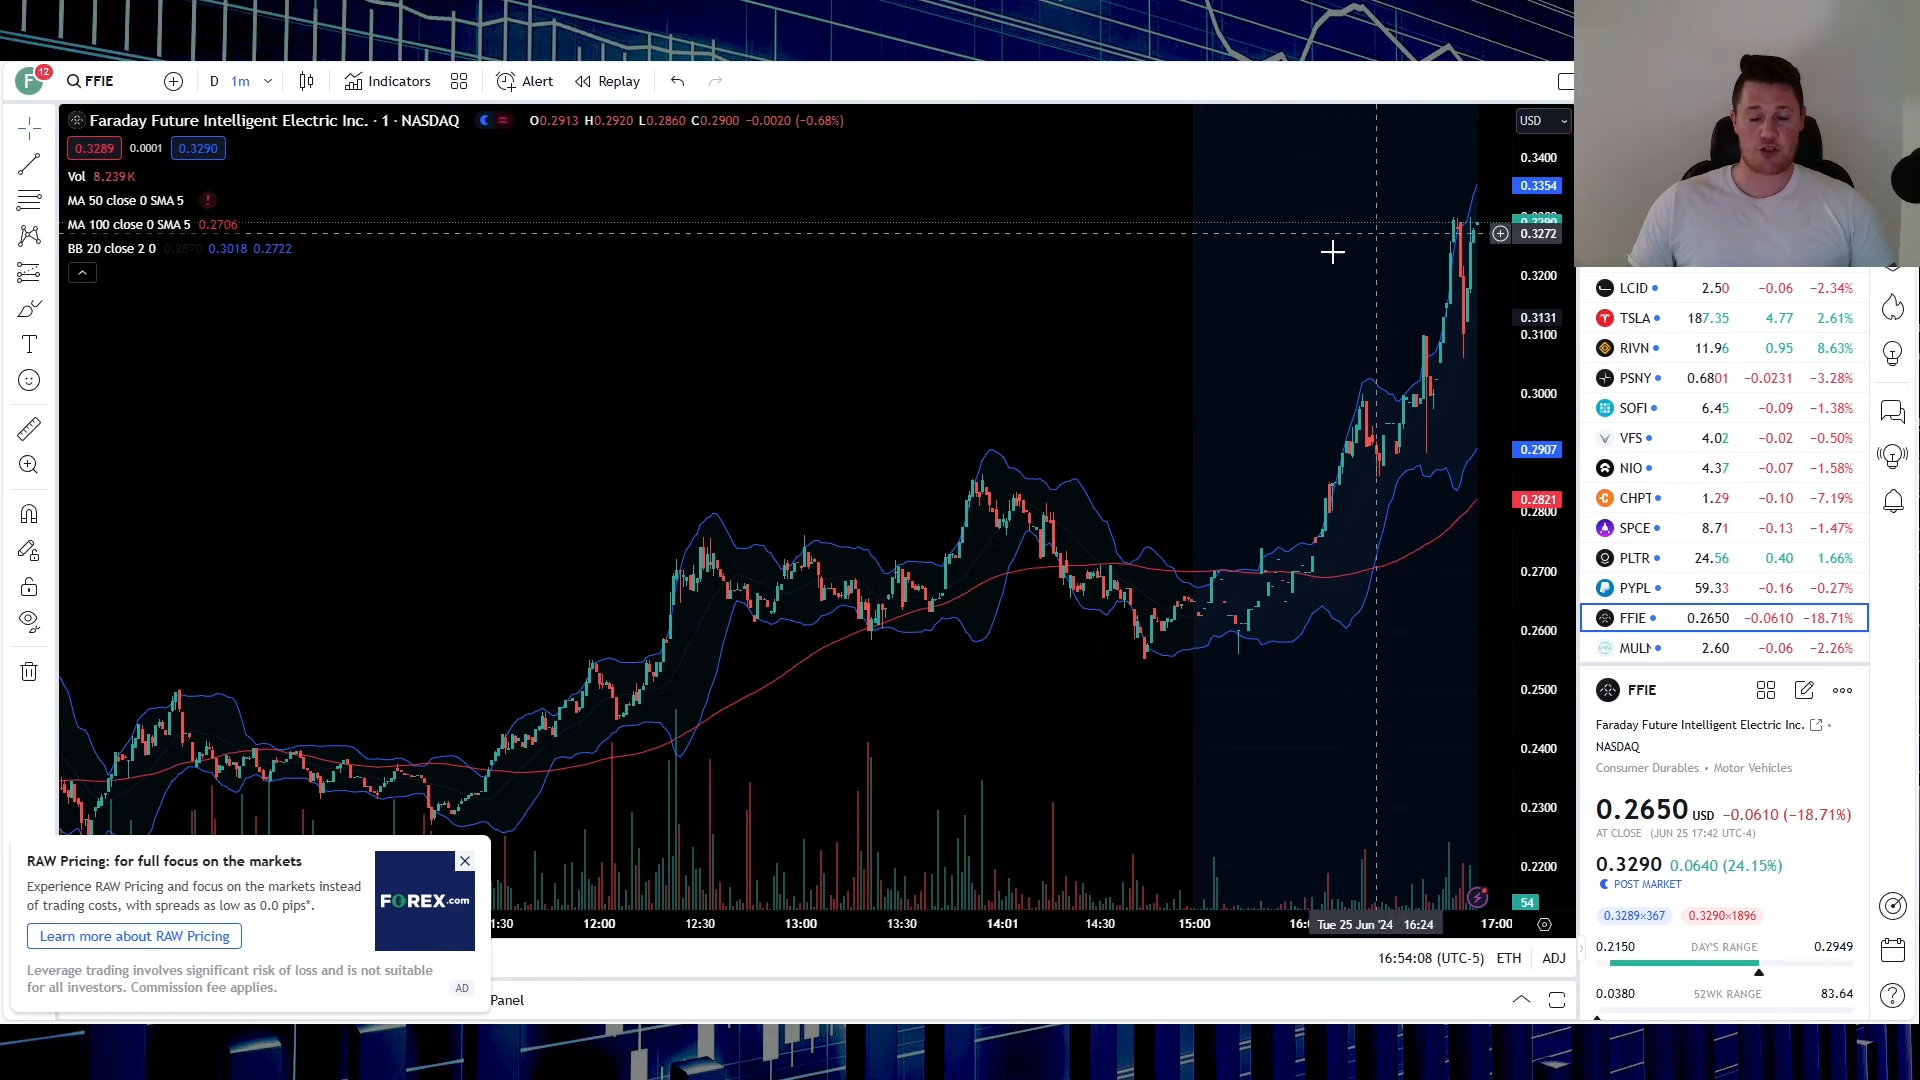 F 12 FFIE D 1m Indicators Alert Replay
Faraday Future Intelligent Electric Inc. · 1 · NASDAQ O0.2913 H0.2920 L0.2860 C0.2900 −0.0020 (−0.68%)
0.3289 0.0001 0.3290
Vol 8.239K
MA 50 close 0 SMA 5 !
MA 100 close 0 SMA 5 0.2706
BB 20 close 2 0 0.2870 0.3018 0.2722
USD
0.3400
0.3354
0.3290
0.3272
0.3200
0.3131
0.3100
0.3000
0.2907
0.2821
0.2800
0.2700
0.2600
0.2500
0.2400
0.2300
0.2200
54
:30 12:00 12:30 13:00 13:30 14:01 14:30 15:00 16:0 Tue 25 Jun '24 16:24 17:00
16:54:08 (UTC-5) ETH ADJ
Panel
RAW Pricing: for full focus on the markets
Experience RAW Pricing and focus on the markets instead
of trading costs, with spreads as low as 0.0 pips*.
Learn more about RAW Pricing
Leverage trading involves significant risk of loss and is not suitable
for all investors. Commission fee applies.
AD
FOREX.com
LCID 2.50 −0.06 −2.34%
TSLA 187.35 4.77 2.61%
RIVN 11.96 0.95 8.63%
PSNY 0.6801 −0.0231 −3.28%
SOFI 6.45 −0.09 −1.38%
VFS 4.02 −0.02 −0.50%
NIO 4.37 −0.07 −1.58%
CHPT 1.29 −0.10 −7.19%
SPCE 8.71 −0.13 −1.47%
PLTR 24.56 0.40 1.66%
PYPL 59.33 −0.16 −0.27%
FFIE 0.2650 −0.0610 −18.71%
MULN 2.60 −0.06 −2.26%
FFIE
Faraday Future Intelligent Electric Inc. •
NASDAQ
Consumer Durables • Motor Vehicles
0.2650 USD −0.0610 (−18.71%)
AT CLOSE (JUN 25 17:42 UTC-4)
0.3290 0.0640 (24.15%)
POST MARKET
0.3289×367 0.3290×1896
0.2150 DAY'S RANGE 0.2949
0.0380 52WK RANGE 83.64